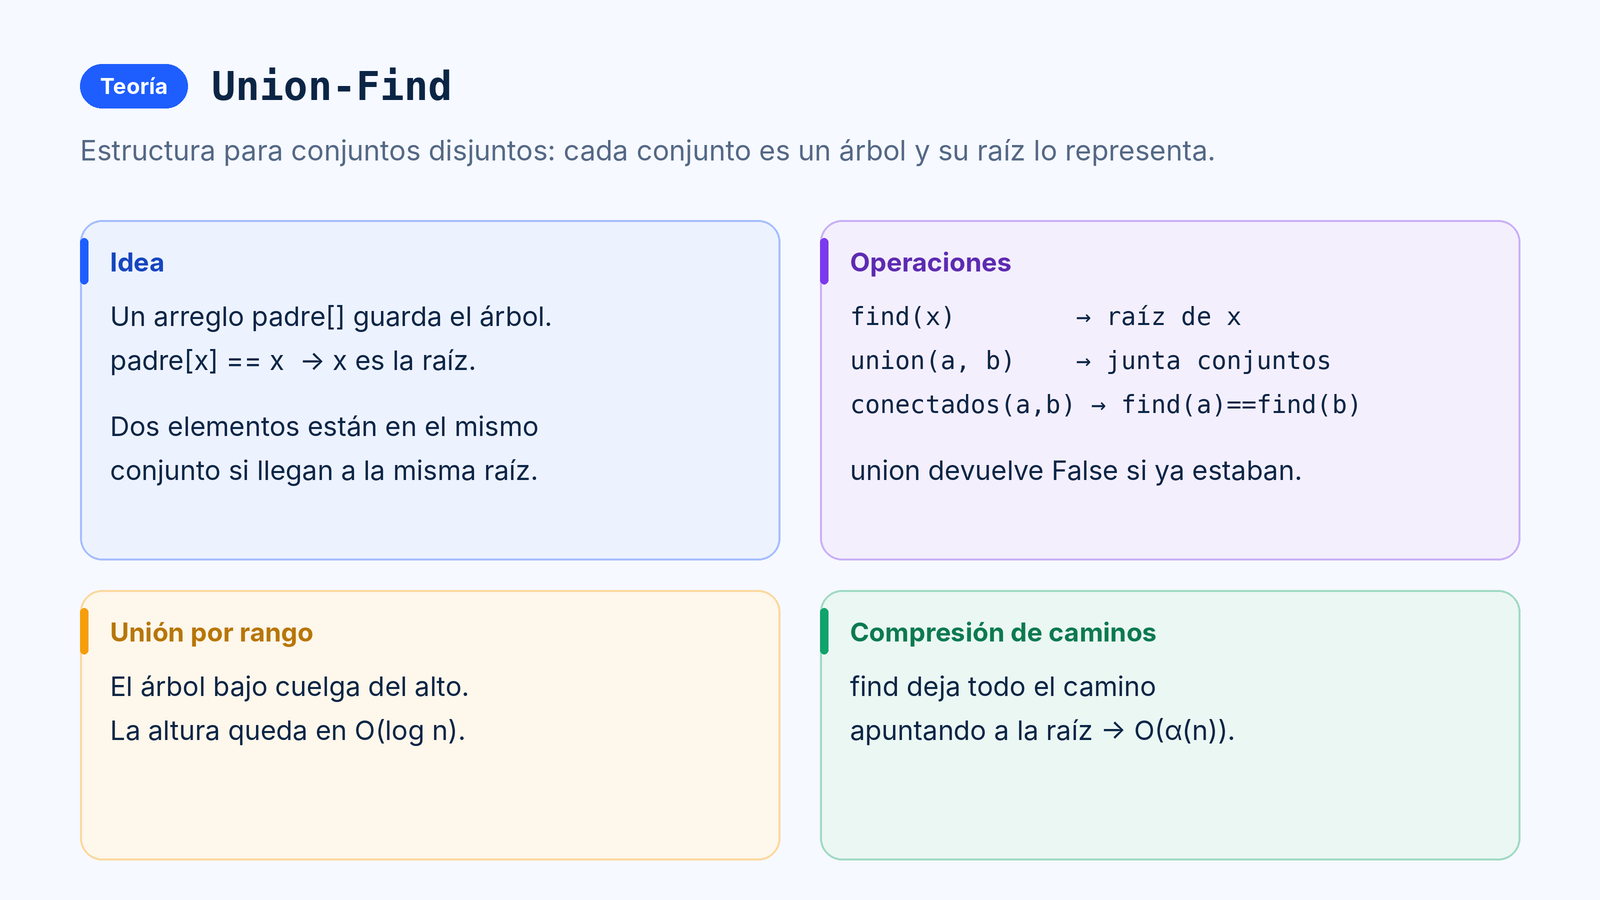 Teoría
Union-Find
Estructura para conjuntos disjuntos: cada conjunto es un árbol y su raíz lo representa.
Idea
Un arreglo padre[] guarda el árbol.
padre[x] == x → x es la raíz.
Dos elementos están en el mismo
conjunto si llegan a la misma raíz.
Operaciones
find(x) → raíz de x
union(a, b) → junta conjuntos
conectados(a,b) → find(a)==find(b)
union devuelve False si ya estaban.
Unión por rango
El árbol bajo cuelga del alto.
La altura queda en O(log n).
Compresión de caminos
find deja todo el camino
apuntando a la raíz → O(α(n)).